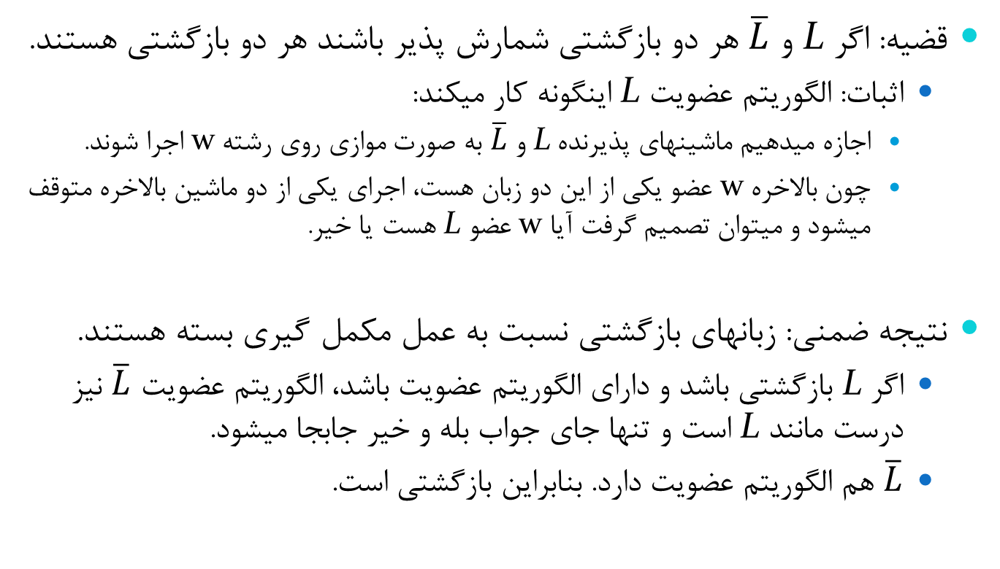 • قضیه: اگر L و L̅ هر دو بازگشتی شمارش پذیر باشند هر دو بازگشتی هستند.
• اثبات: الگوریتم عضویت L اینگونه کار میکند:
• اجازه میدهیم ماشینهای پذیرنده L و L̅ به صورت موازی روی رشته w اجرا شوند.
• چون بالاخره w عضو یکی از این دو زبان هست، اجرای یکی از دو ماشین بالاخره متوقف
میشود و میتوان تصمیم گرفت آیا w عضو L هست یا خیر.
• نتیجه ضمنی: زبانهای بازگشتی نسبت به عمل مکمل گیری بسته هستند.
• اگر L بازگشتی باشد و دارای الگوریتم عضویت باشد، الگوریتم عضویت L̅ نیز
درست مانند L است و تنها جای جواب بله و خیر جابجا میشود.
• L̅ هم الگوریتم عضویت دارد. بنابراین بازگشتی است.